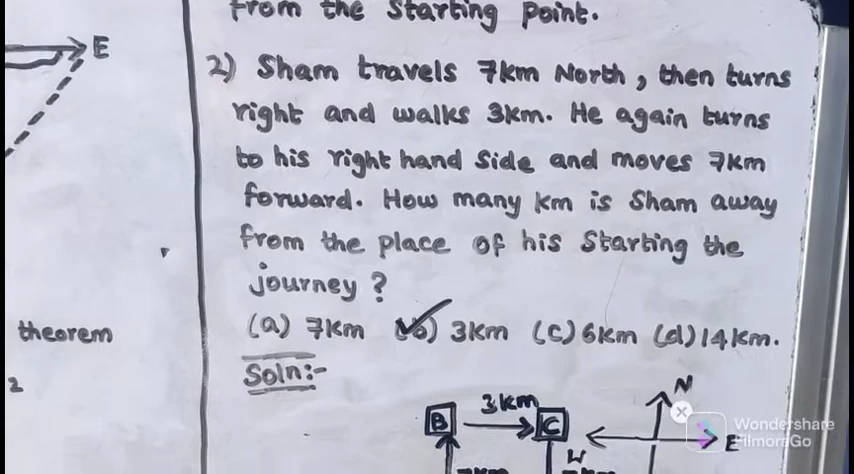 from the Starting Point.
E
2) Sham travels 7km North, then turns
right and walks 3km. He again turns
to his right hand Side and moves 7km
forward. How many km is Sham away
from the place of his Starting the
journey?
(a) 7km (b) 3km (c) 6km (d) 14km.
theorem
2
Soln:-
3km
B
C
N
W
E
7km
Wondershare
FilmoraGo